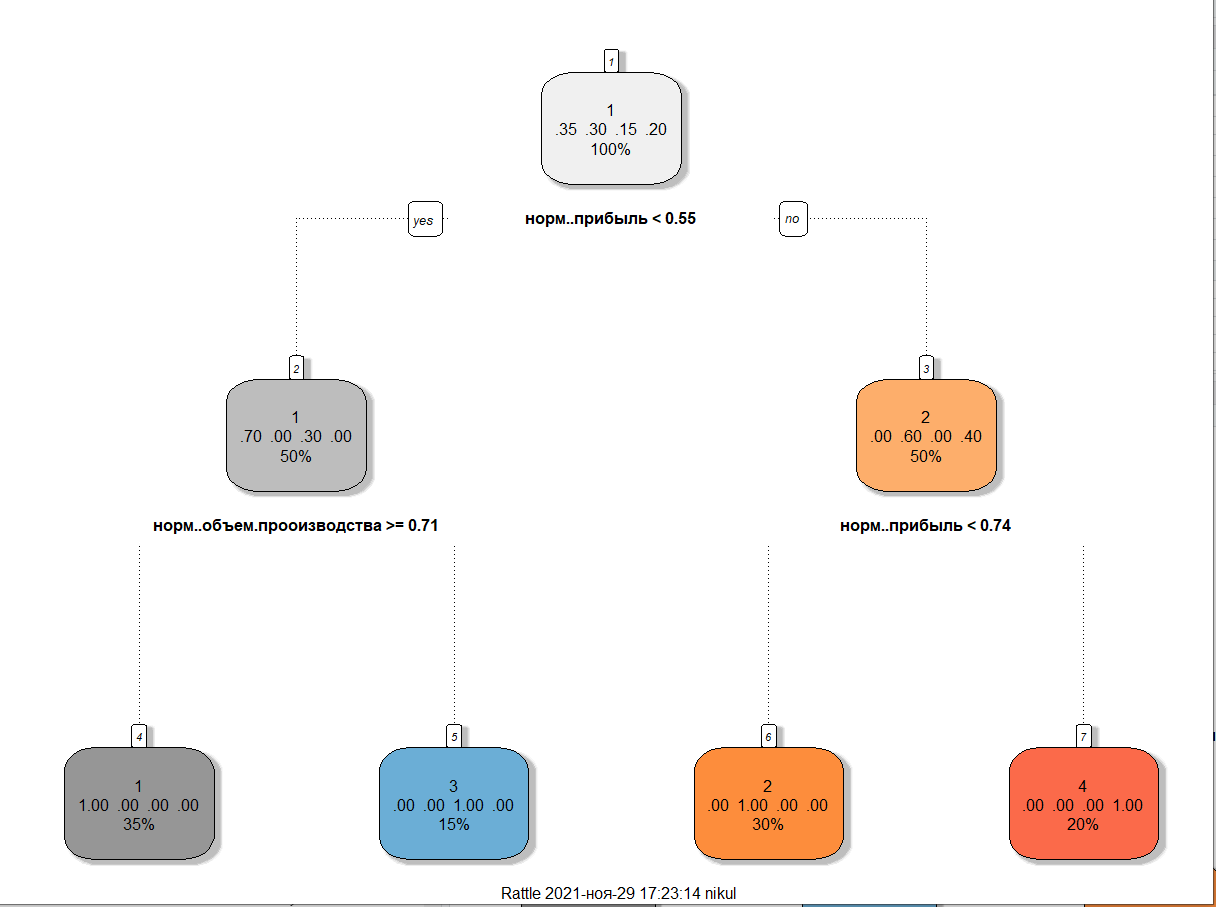 1
1
.35 .30 .15 .20
100%
yes
норм..прибыль < 0.55
no
2
1
.70 .00 .30 .00
50%
3
2
.00 .60 .00 .40
50%
норм..объем.прооизводства >= 0.71
норм..прибыль < 0.74
4
1
1.00 .00 .00 .00
35%
5
3
.00 .00 1.00 .00
15%
6
2
.00 1.00 .00 .00
30%
7
4
.00 .00 .00 1.00
20%
Rattle 2021-ноя-29 17:23:14 nikul